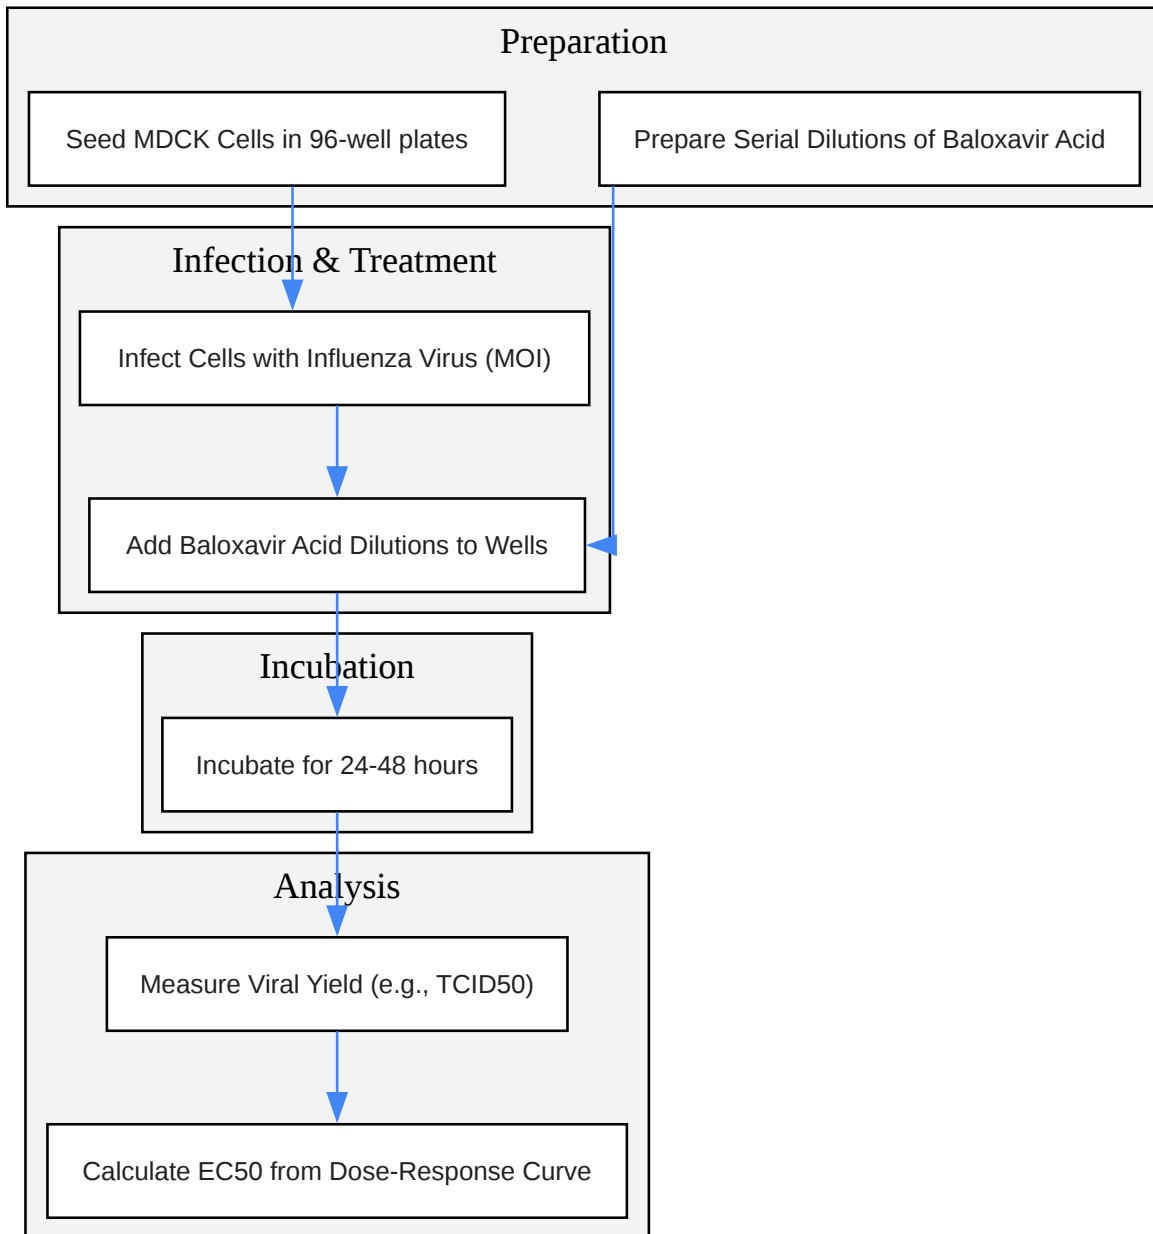 Preparation
Seed MDCK Cells in 96-well plates
Prepare Serial Dilutions of Baloxavir Acid
Infection & Treatment
Infect Cells with Influenza Virus (MOI)
Add Baloxavir Acid Dilutions to Wells
Incubation
Incubate for 24-48 hours
Analysis
Measure Viral Yield (e.g., TCID50)
Calculate EC50 from Dose-Response Curve